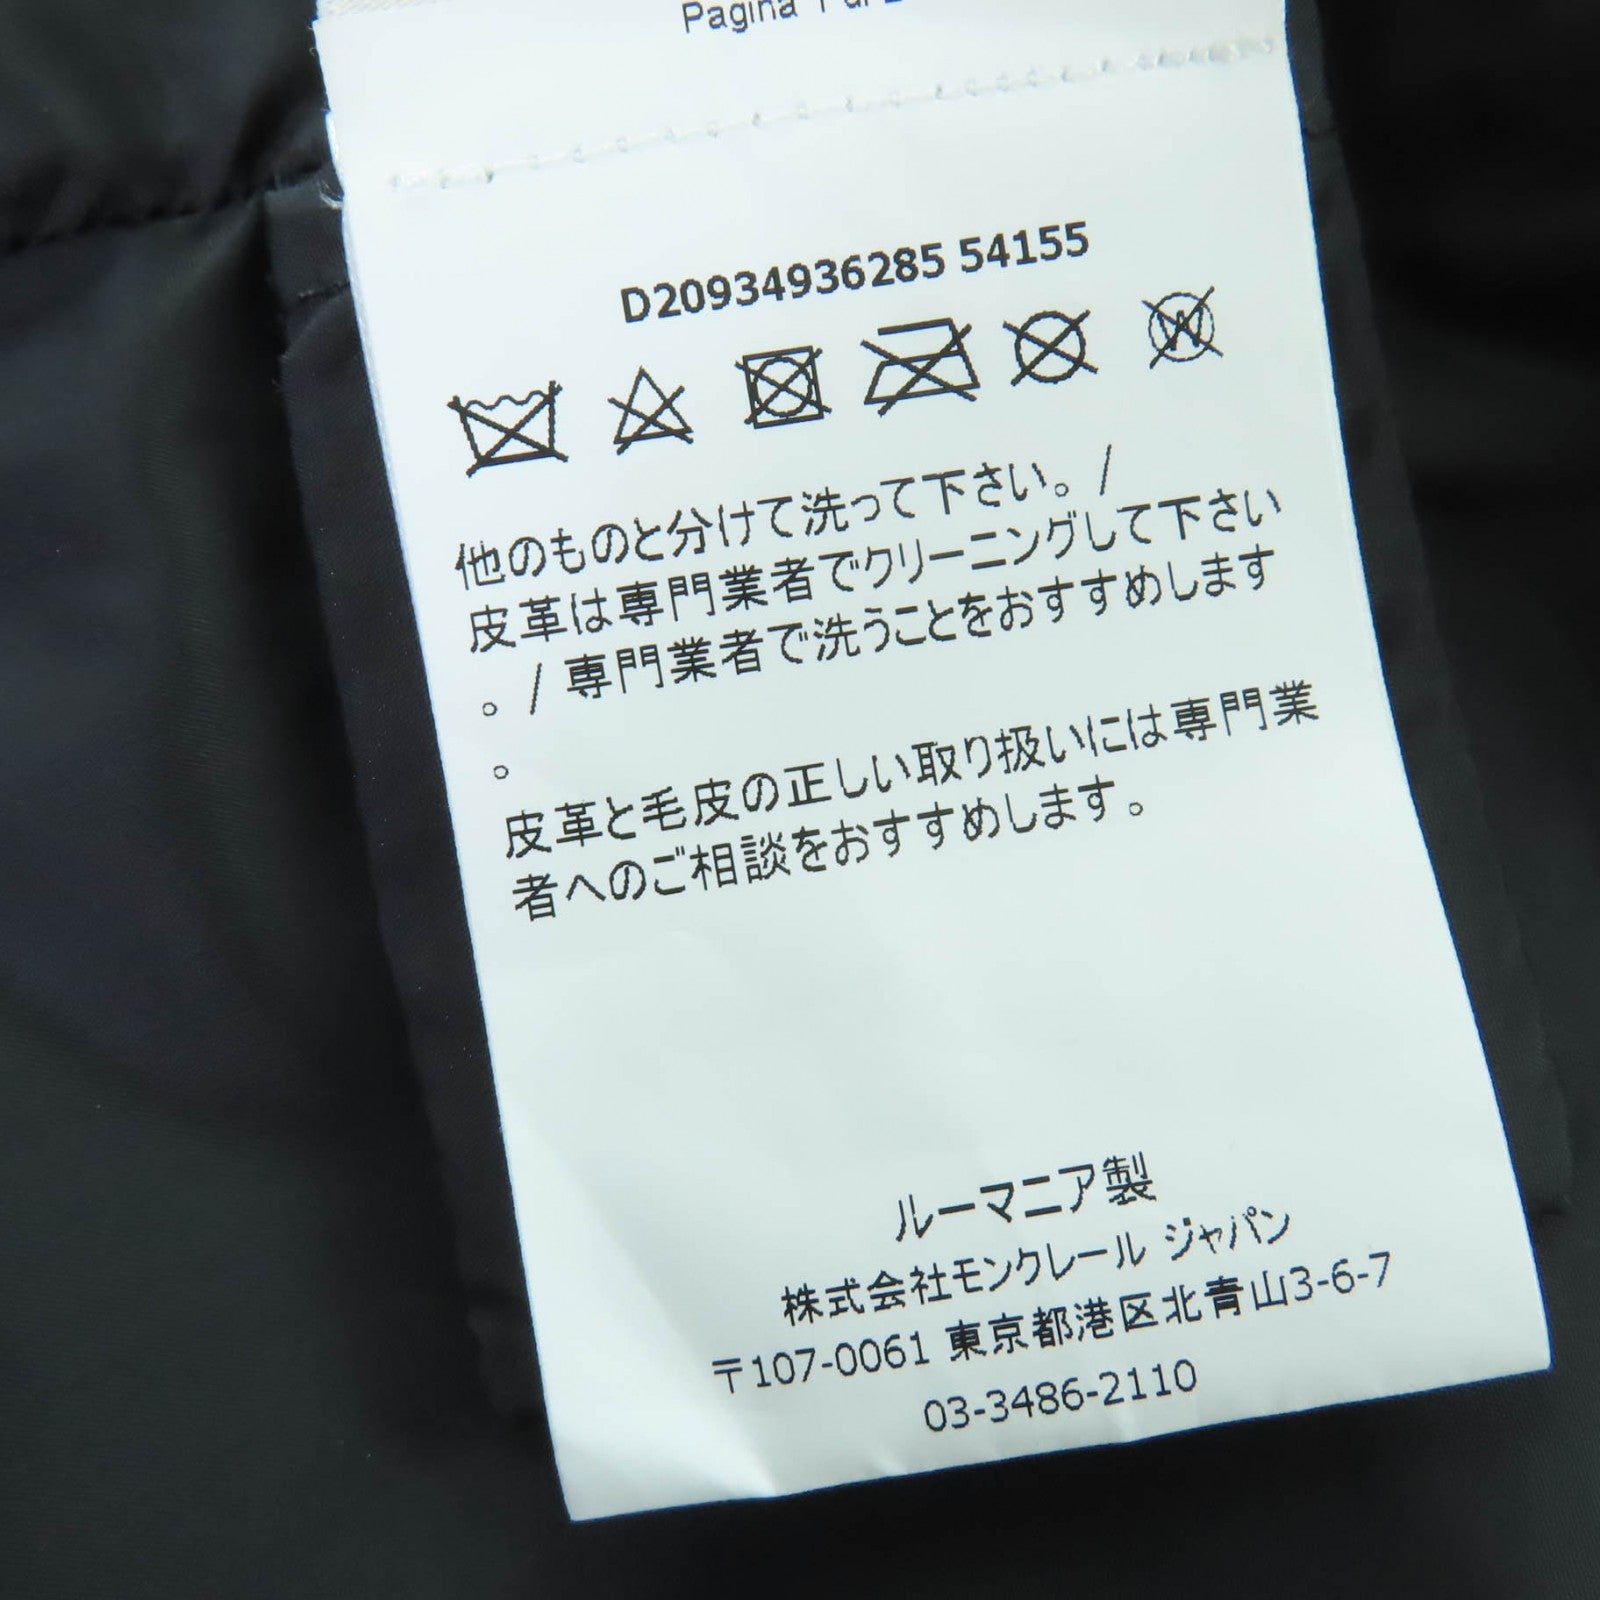 Pagina 1 di 2
D20934936285 54155
W
他のものと分けて洗って下さい。/
皮革は専門業者でクリーニングして下さい
。/ 専門業者で洗うことをおすすめします
。
皮革と毛皮の正しい取り扱いには専門業
者へのご相談をおすすめします。
ルーマニア製
株式会社モンクレール ジャパン
〒107-0061 東京都港区北青山3-6-7
03-3486-2110